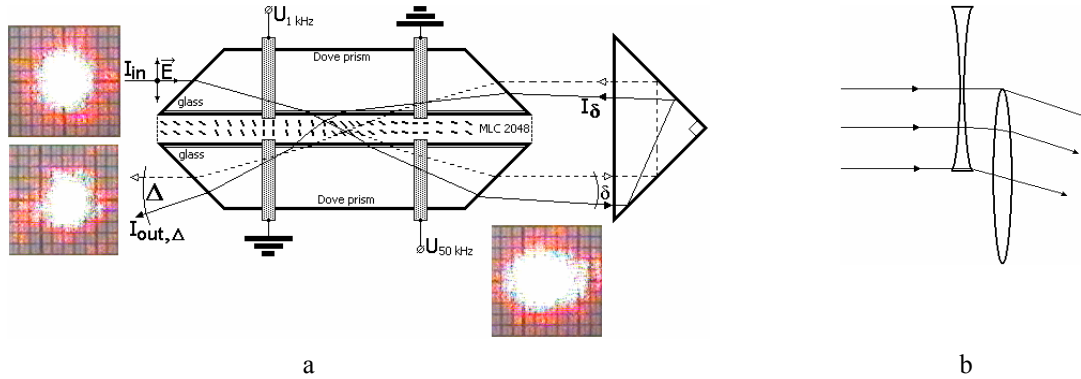 ⌀U1 kHz
Dove prism
Iin
E
glass
Iδ
MLC 2048
glass
Δ
δ
Iout, Δ
Dove prism
⌀U50 kHz
a
b